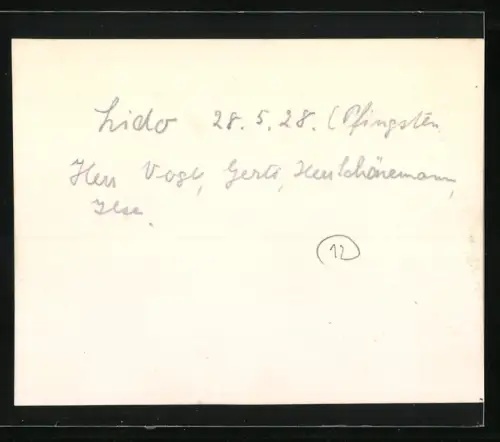 Lido 28.5.28. (Pfingsten
Herr Vogt, Gerti, Herr Schönemann,
Ilse.
12